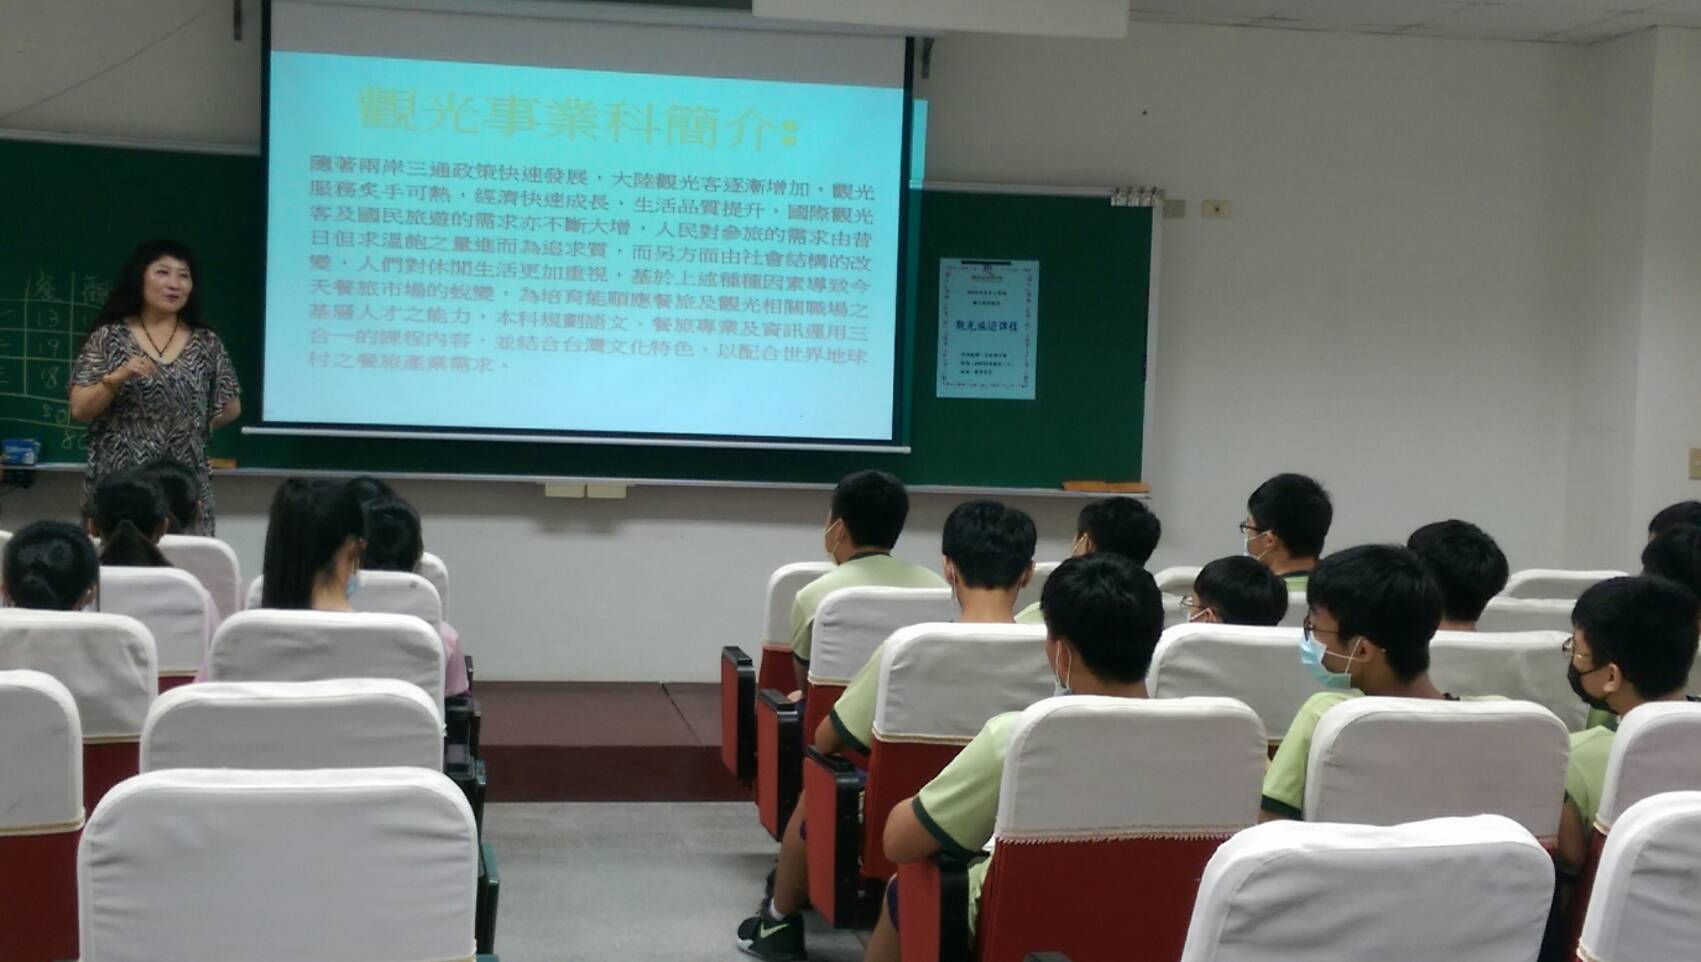 觀光事業科簡介:
隨著兩岸三通政策快速發展，大陸觀光客逐漸增加，觀光
服務炙手可熱，經濟快速成長，生活品質提升，國際觀光
客及國民旅遊的需求亦不斷大增，人民對參旅的需求由昔
日但求溫飽之量進而為追求質，而另方面由社會結構的改
變，人們對休閒生活更加重視，基於上述種種因素導致今
天餐旅市場的蛻變，為培育能順應餐旅及觀光相關職場之
基層人才之能力，本科規劃語文、餐旅專業及資訊運用三
合一的課程內容，並結合台灣文化特色，以配合世界地球
村之餐旅產業需求。
觀光旅遊課程
13
19
18
50